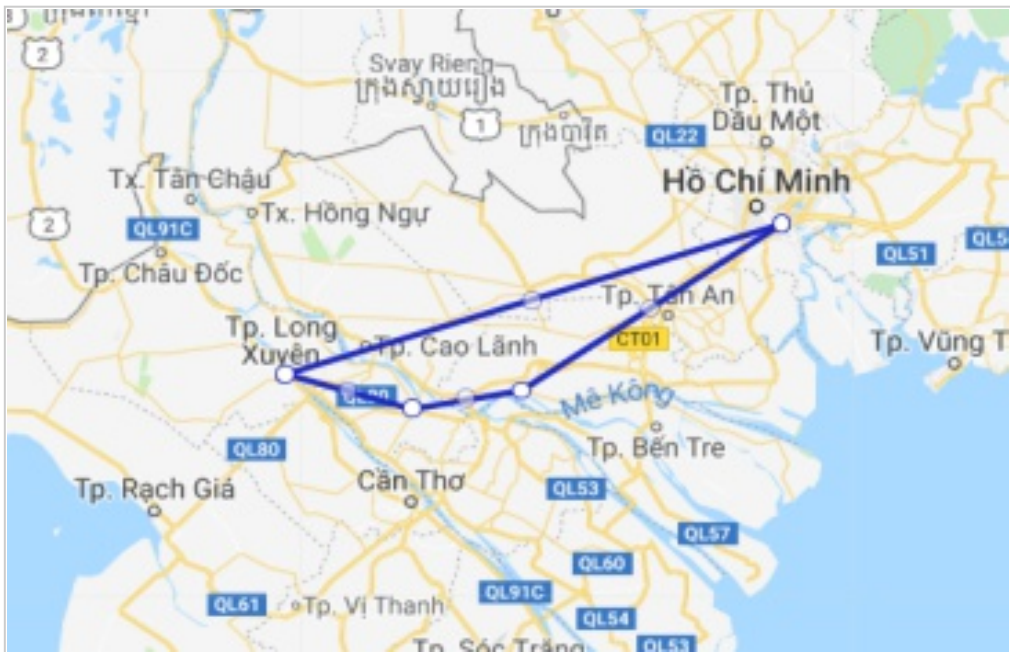 2
Svay Rieng
ក្រុងស្វាយរៀង
1
ក្រុងបាវិត
QL22
Tp. Thủ
Dầu Một
Hồ Chí Minh
Tx. Tân Châu
Tx. Hồng Ngự
2
QL91C
Tp. Châu Đốc
QL51
Tp. Tân An
Tp. Long
Xuyên
Tp. Cao Lãnh
CT01
Tp. Vũng T
Mê Kông
QL80
Tp. Bến Tre
Cần Thơ
Tp. Rạch Giá
QL53
QL57
QL60
QL61
Tp. Vị Thanh
QL91C
QL54
Tp. Sóc Trăng
QL53